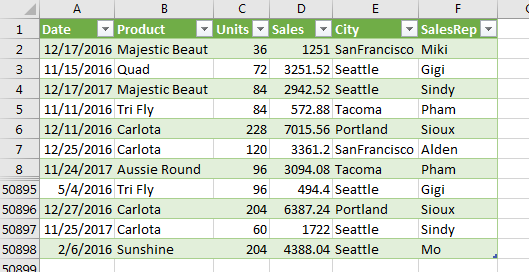 A B C D E F
1 Date Product Units Sales City SalesRep
2 12/17/2016 Majestic Beaut 36 1251 SanFrancisco Miki
3 11/15/2016 Quad 72 3251.52 Seattle Gigi
4 12/17/2017 Majestic Beaut 84 2942.52 Seattle Sindy
5 11/11/2016 Tri Fly 84 572.88 Tacoma Pham
6 12/11/2016 Carlota 228 7015.56 Portland Sioux
7 12/25/2016 Carlota 120 3361.2 SanFrancisco Alden
8 11/24/2017 Aussie Round 96 3094.08 Tacoma Pham
50895 5/4/2016 Tri Fly 96 494.4 Seattle Gigi
50896 12/27/2016 Carlota 204 6387.24 Portland Sioux
50897 11/25/2017 Carlota 60 1722 Seattle Sindy
50898 2/6/2016 Sunshine 204 4388.04 Seattle Mo
50899